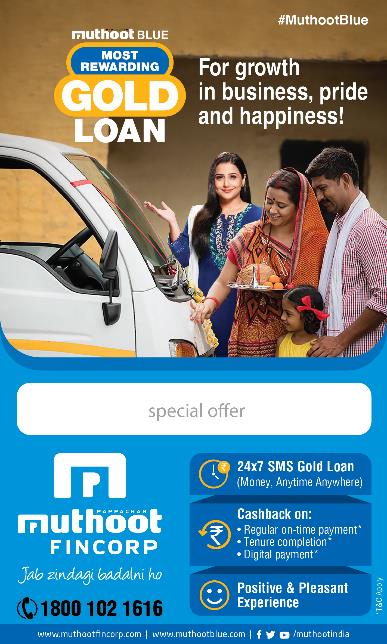 #MuthootBlue
muthoot BLUE
MOST
REWARDING
GOLD
LOAN
For growth
in business, pride
and happiness!
special offer
PAPPACHAN
muthoot
FINCORP
Jab zindagi badalni ho
1800 102 1616
24x7 SMS Gold Loan
(Money, Anytime Anywhere)
Cashback on:
• Regular on-time payment*
• Tenure completion*
• Digital payment*
Positive & Pleasant
Experience
*T&C Apply
www.muthootfincorp.com | www.muthootblue.com | muthootindia